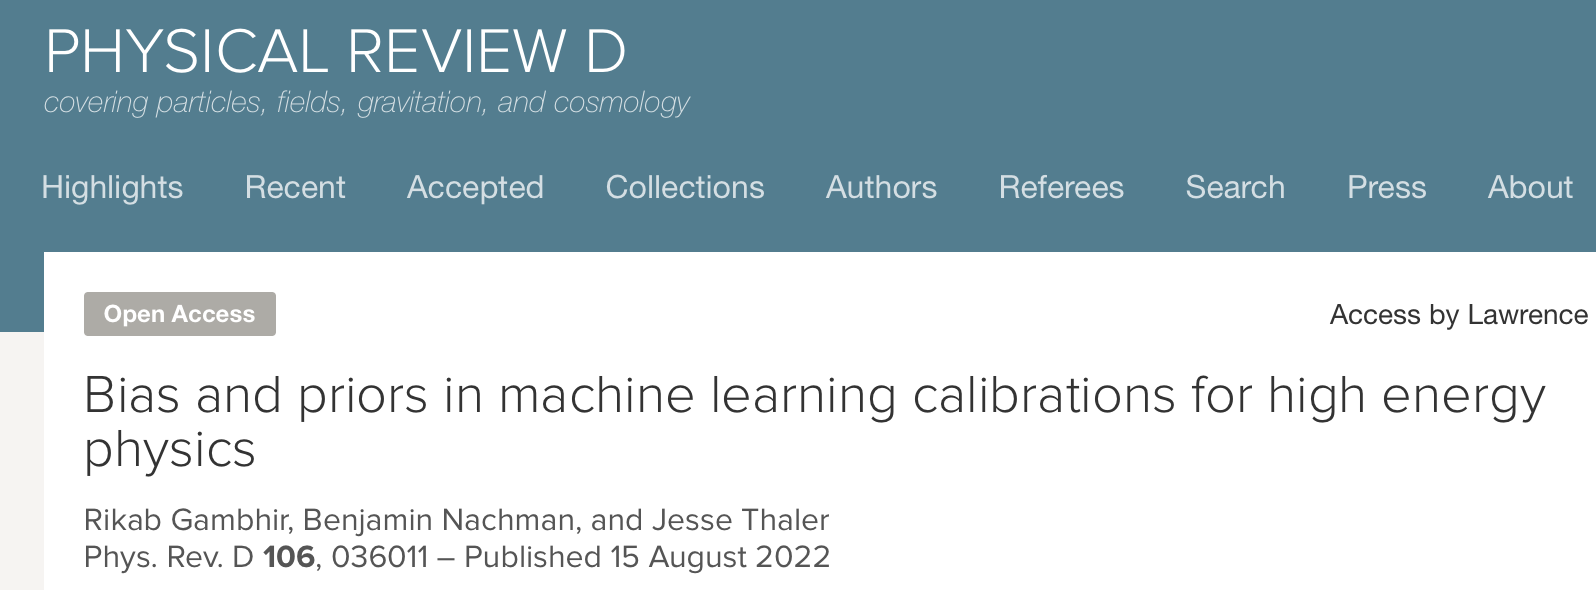 PHYSICAL REVIEW D
covering particles, fields, gravitation, and cosmology
Highlights Recent Accepted Collections Authors Referees Search Press About
Open Access
Access by Lawrence
Bias and priors in machine learning calibrations for high energy
physics
Rikab Gambhir, Benjamin Nachman, and Jesse Thaler
Phys. Rev. D 106, 036011 – Published 15 August 2022